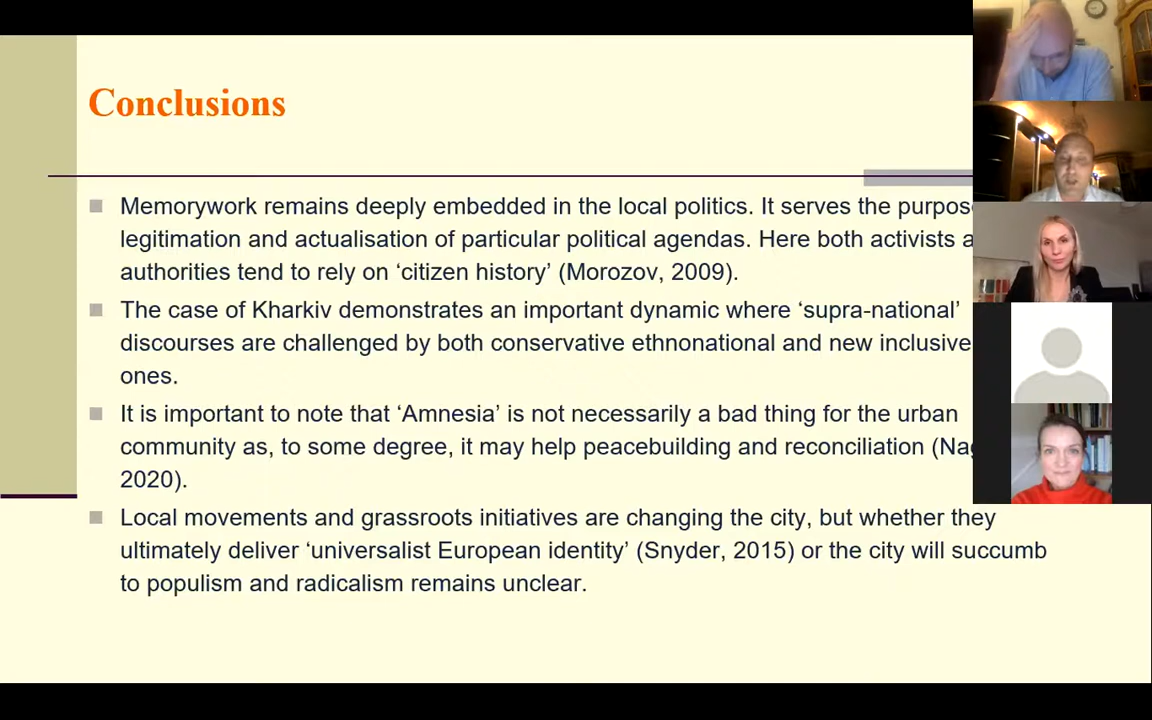 Conclusions
Memorywork remains deeply embedded in the local politics. It serves the
legitimation and actualisation of particular political agendas. Here both activists
authorities tend to rely on ‘citizen history’ (Morozov, 2009).
The case of Kharkiv demonstrates an important dynamic where ‘supra-national’
discourses are challenged by both conservative ethnonational and new inclusive
ones.
It is important to note that ‘Amnesia’ is not necessarily a bad thing for the urban
community as, to some degree, it may help peacebuilding and reconciliation
2020).
Local movements and grassroots initiatives are changing the city, but whether they
ultimately deliver ‘universalist European identity’ (Snyder, 2015) or the city will succumb
to populism and radicalism remains unclear.